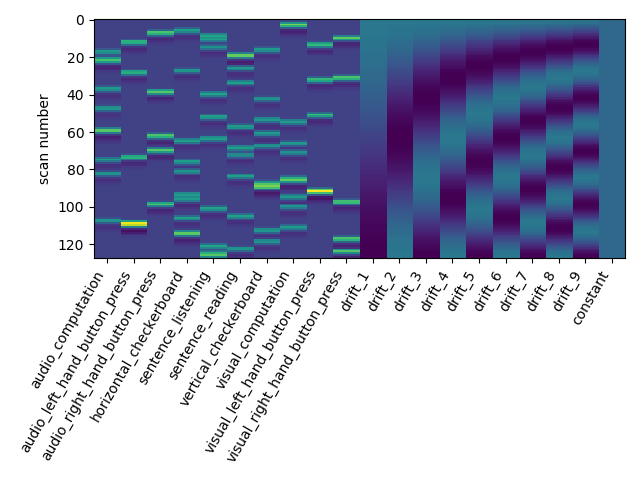 0
20
40
60
80
100
120
scan number
audio_computation
audio_left_hand_button_press
audio_right_hand_button_press
horizontal_checkerboard
sentence_listening
sentence_reading
vertical_checkerboard
visual_computation
visual_left_hand_button_press
visual_right_hand_button_press
drift_1
drift_2
drift_3
drift_4
drift_5
drift_6
drift_7
drift_8
drift_9
constant